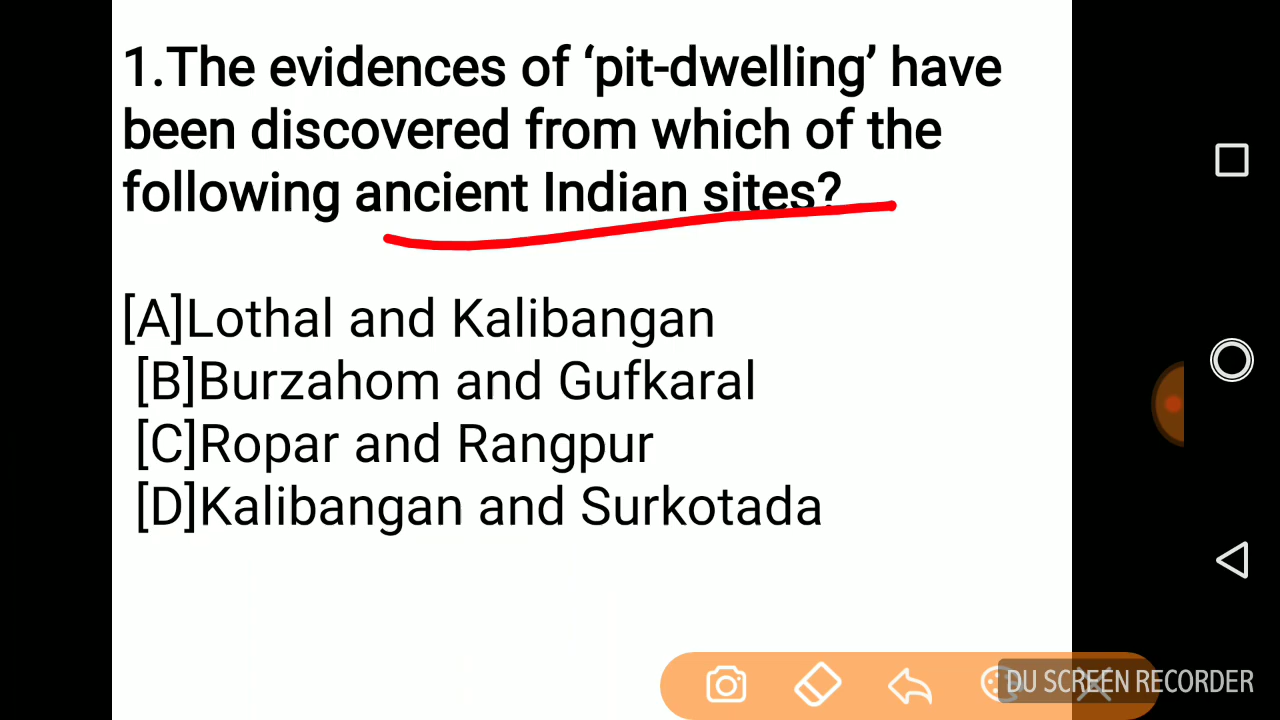 1.The evidences of ‘pit-dwelling’ have
been discovered from which of the
following ancient Indian sites?
[A]Lothal and Kalibangan
[B]Burzahom and Gufkaral
[C]Ropar and Rangpur
[D]Kalibangan and Surkotada
DU SCREEN RECORDER